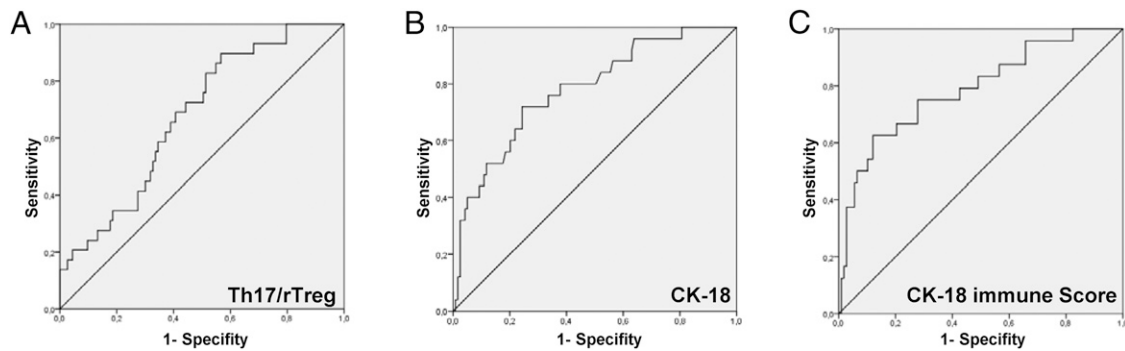 A
B
C
1,0
0,8
0,6
0,4
0,2
0,0
Sensitivity
0,0 0,2 0,4 0,6 0,8 1,0
1- Specifity
Th17/rTreg
1,0
0,8
0,6
0,4
0,2
0,0
Sensitivity
0,0 0,2 0,4 0,6 0,8 1,0
1- Specifity
CK-18
1,0
0,8
0,6
0,4
0,2
0,0
Sensitivity
0,0 0,2 0,4 0,6 0,8 1,0
1- Specifity
CK-18 immune Score